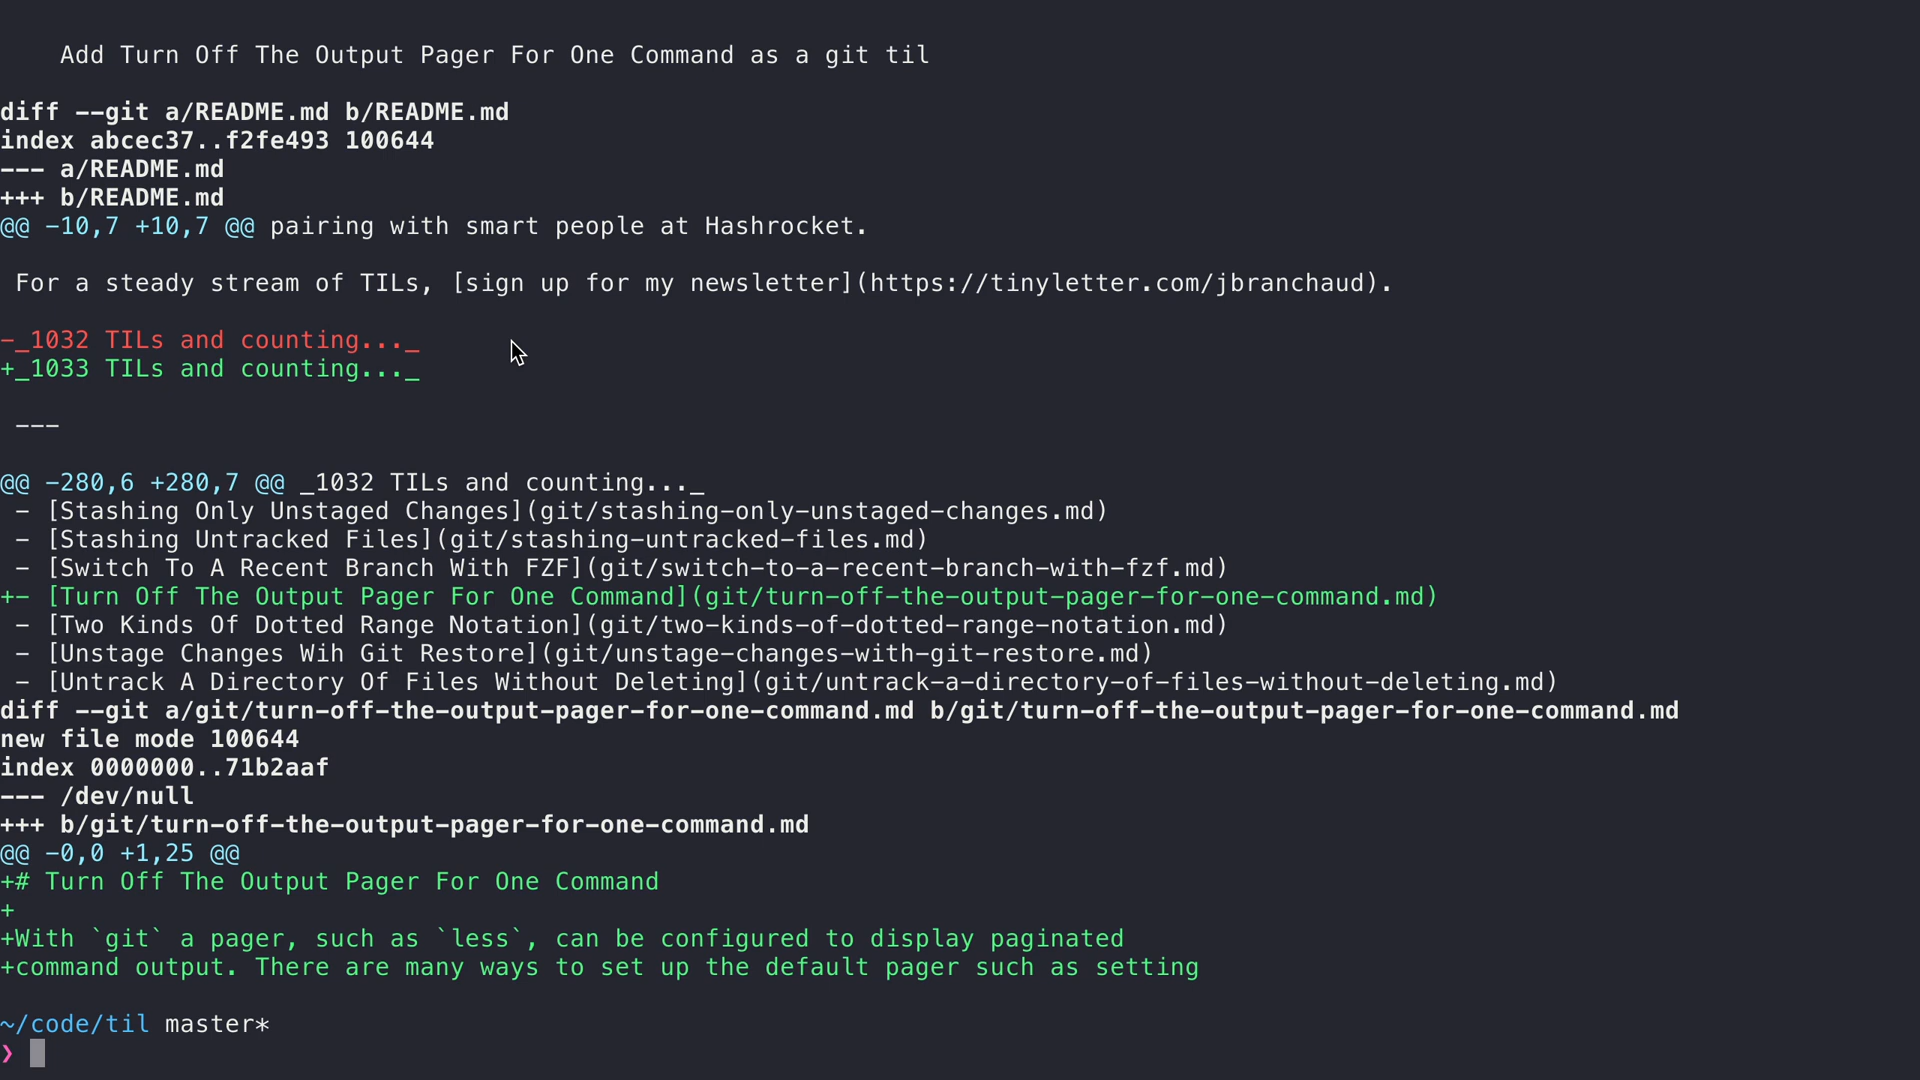 Add Turn Off The Output Pager For One Command as a git til
diff --git a/README.md b/README.md
index abcec37..f2fe493 100644
--- a/README.md
+++ b/README.md
@@ -10,7 +10,7 @@ pairing with smart people at Hashrocket.
For a steady stream of TILs, [sign up for my newsletter](https://tinyletter.com/jbranchaud).
-_1032 TILs and counting..._
+_1033 TILs and counting..._
---
@@ -280,6 +280,7 @@ _1032 TILs and counting..._
- [Stashing Only Unstaged Changes](git/stashing-only-unstaged-changes.md)
- [Stashing Untracked Files](git/stashing-untracked-files.md)
- [Switch To A Recent Branch With FZF](git/switch-to-a-recent-branch-with-fzf.md)
+- [Turn Off The Output Pager For One Command](git/turn-off-the-output-pager-for-one-command.md)
- [Two Kinds Of Dotted Range Notation](git/two-kinds-of-dotted-range-notation.md)
- [Unstage Changes Wih Git Restore](git/unstage-changes-with-git-restore.md)
- [Untrack A Directory Of Files Without Deleting](git/untrack-a-directory-of-files-without-deleting.md)
diff --git a/git/turn-off-the-output-pager-for-one-command.md b/git/turn-off-the-output-pager-for-one-command.md
new file mode 100644
index 0000000..71b2aaf
--- /dev/null
+++ b/git/turn-off-the-output-pager-for-one-command.md
@@ -0,0 +1,25 @@
+# Turn Off The Output Pager For One Command
+
+With `git` a pager, such as `less`, can be configured to display paginated
+command output. There are many ways to set up the default pager such as setting
~/code/til master*
❯